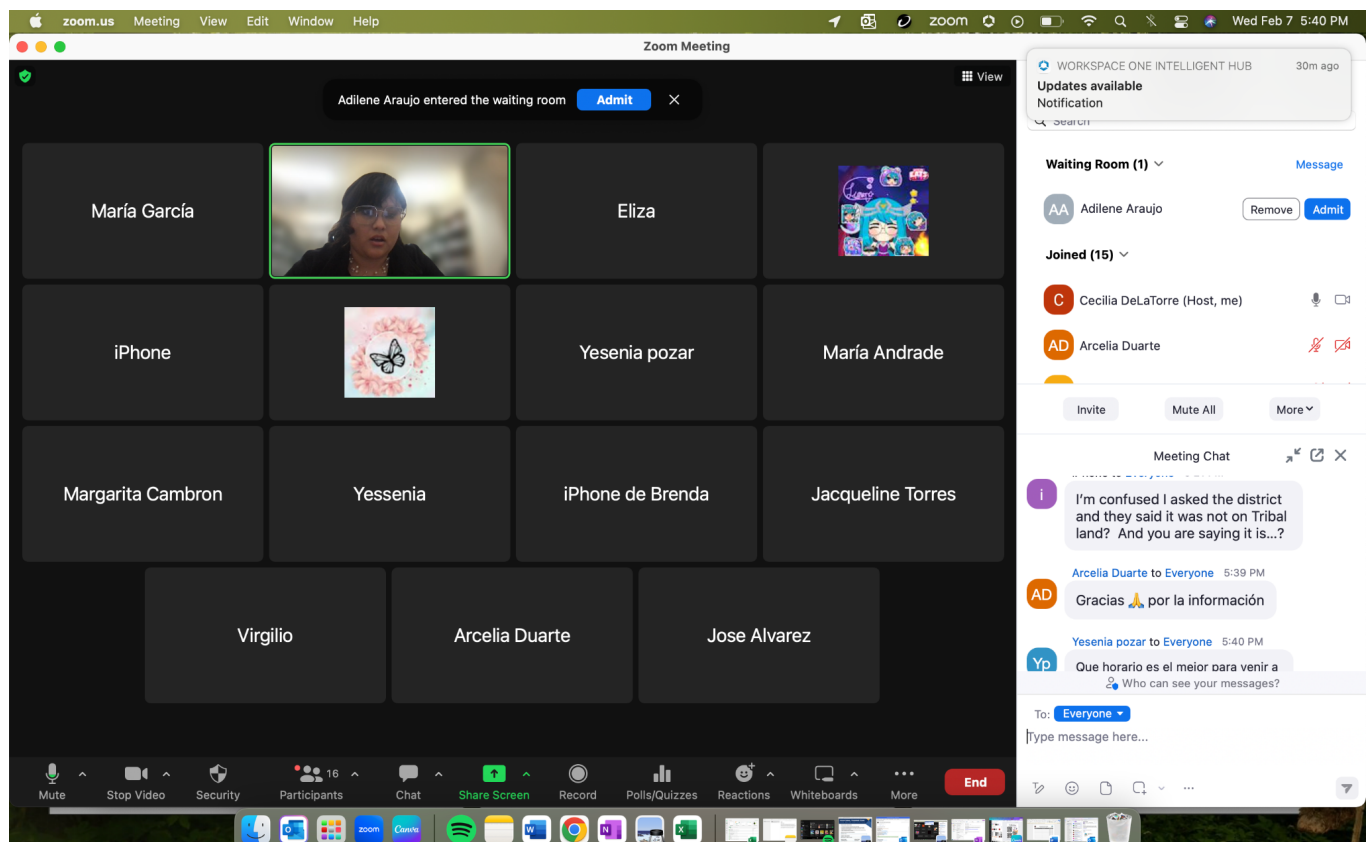 zoom.us Meeting View Edit Window Help
zoom Wed Feb 7 5:40 PM
Zoom Meeting
View
Adilene Araujo entered the waiting room Admit
WORKSPACE ONE INTELLIGENT HUB 30m ago
Updates available
Notification
Search
Waiting Room (1) Message
AA Adilene Araujo Remove Admit
Joined (15)
C Cecilia DeLaTorre (Host, me)
AD Arcelia Duarte
Invite Mute All More
María García
Eliza
iPhone
Yesenia pozar
María Andrade
Margarita Cambron
Yessenia
iPhone de Brenda
Jacqueline Torres
Virgilio
Arcelia Duarte
Jose Alvarez
Meeting Chat
i
I'm confused I asked the district
and they said it was not on Tribal
land? And you are saying it is...?
Arcelia Duarte to Everyone 5:39 PM
AD
Gracias 🙏 por la información
Yesenia pozar to Everyone 5:40 PM
Yp
Que horario es el mejor para venir a
Who can see your messages?
To: Everyone
Type message here...
Mute
Stop Video
Security
16
Participants
Chat
Share Screen
Record
Polls/Quizzes
Reactions
Whiteboards
More
End
zoom
Canva